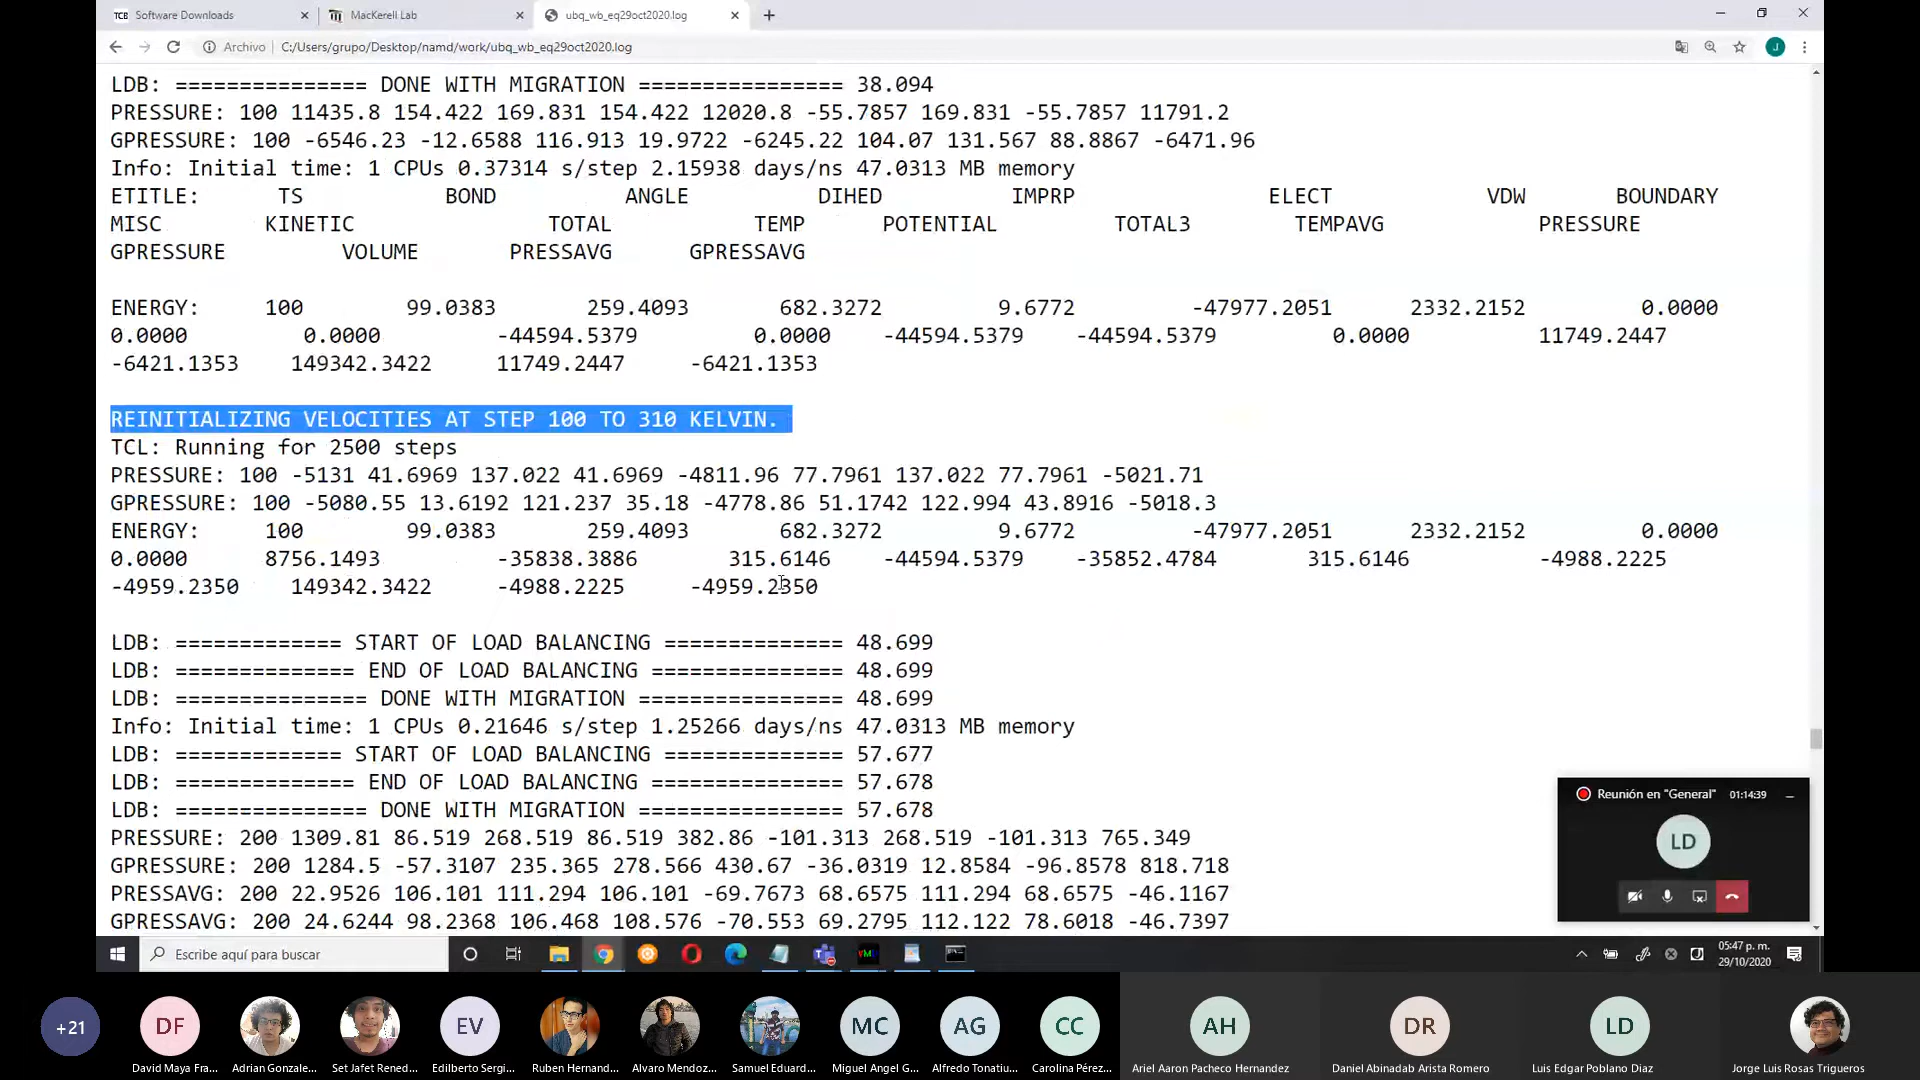 TCB Software Downloads
MacKerell Lab
ubq_wb_eq29oct2020.log
Archivo C:/Users/grupo/Desktop/namd/work/ubq_wb_eq29oct2020.log
J
LDB: =============== DONE WITH MIGRATION ================ 38.094
PRESSURE: 100 11435.8 154.422 169.831 154.422 12020.8 -55.7857 169.831 -55.7857 11791.2
GPRESSURE: 100 -6546.23 -12.6588 116.913 19.9722 -6245.22 104.07 131.567 88.8867 -6471.96
Info: Initial time: 1 CPUs 0.37314 s/step 2.15938 days/ns 47.0313 MB memory
ETITLE: TS BOND ANGLE DIHED IMPRP ELECT VDW BOUNDARY
MISC KINETIC TOTAL TEMP POTENTIAL TOTAL3 TEMPAVG PRESSURE
GPRESSURE VOLUME PRESSAVG GPRESSAVG
ENERGY: 100 99.0383 259.4093 682.3272 9.6772 -47977.2051 2332.2152 0.0000
0.0000 0.0000 -44594.5379 0.0000 -44594.5379 -44594.5379 0.0000 11749.2447
-6421.1353 149342.3422 11749.2447 -6421.1353
REINITIALIZING VELOCITIES AT STEP 100 TO 310 KELVIN.
TCL: Running for 2500 steps
PRESSURE: 100 -5131 41.6969 137.022 41.6969 -4811.96 77.7961 137.022 77.7961 -5021.71
GPRESSURE: 100 -5080.55 13.6192 121.237 35.18 -4778.86 51.1742 122.994 43.8916 -5018.3
ENERGY: 100 99.0383 259.4093 682.3272 9.6772 -47977.2051 2332.2152 0.0000
0.0000 8756.1493 -35838.3886 315.6146 -44594.5379 -35852.4784 315.6146 -4988.2225
-4959.2350 149342.3422 -4988.2225 -4959.2350
LDB: ============= START OF LOAD BALANCING ============== 48.699
LDB: ============== END OF LOAD BALANCING =============== 48.699
LDB: =============== DONE WITH MIGRATION ================ 48.699
Info: Initial time: 1 CPUs 0.21646 s/step 1.25266 days/ns 47.0313 MB memory
LDB: ============= START OF LOAD BALANCING ============== 57.677
LDB: ============== END OF LOAD BALANCING =============== 57.678
LDB: =============== DONE WITH MIGRATION ================ 57.678
PRESSURE: 200 1309.81 86.519 268.519 86.519 382.86 -101.313 268.519 -101.313 765.349
GPRESSURE: 200 1284.5 -57.3107 235.365 278.566 430.67 -36.0319 12.8584 -96.8578 818.718
PRESSAVG: 200 22.9526 106.101 111.294 106.101 -69.7673 68.6575 111.294 68.6575 -46.1167
GPRESSAVG: 200 24.6244 98.2368 106.468 108.576 -70.553 69.2795 112.122 78.6018 -46.7397
Reunión en "General" 01:14:39
LD
Escribe aquí para buscar
05:47 p. m.
29/10/2020
+21 DF EV MC AG CC AH DR LD
David Maya Fra... Adrian Gonzale... Set Jafet Rened... Edilberto Sergi... Ruben Hernand... Alvaro Mendoz... Samuel Eduard... Miguel Angel G... Alfredo Tonatiu... Carolina Pérez... Ariel Aaron Pacheco Hernandez Daniel Abinadab Arista Romero Luis Edgar Poblano Diaz Jorge Luis Rosas Trigueros